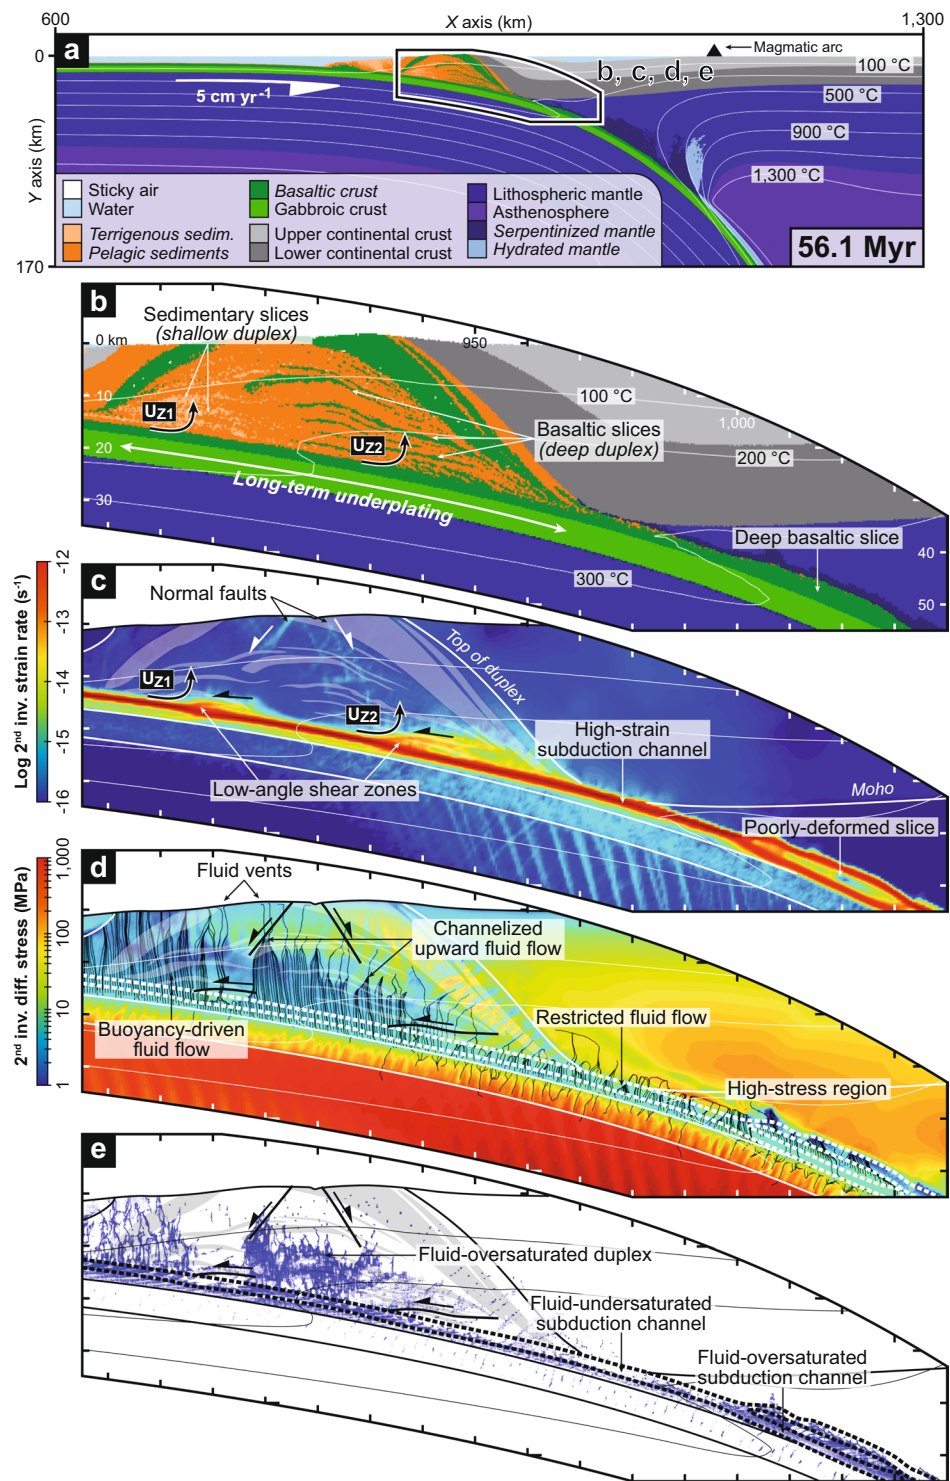 600
X axis (km)
1,300
a
0
Magmatic arc
b, c, d, e
100 °C
5 cm yr-1
500 °C
900 °C
1,300 °C
Y axis (km)
Sticky air
Water
Terrigenous sedim.
Pelagic sediments
Basaltic crust
Gabbroic crust
Upper continental crust
Lower continental crust
Lithospheric mantle
Asthenosphere
Serpentinized mantle
Hydrated mantle
56.1 Myr
170
b
Sedimentary slices
(shallow duplex)
0 km
950
10
100 °C
UZ1
1,000
Basaltic slices
(deep duplex)
UZ2
20
200 °C
Long-term underplating
30
Deep basaltic slice
40
300 °C
50
c
Log 2nd inv. strain rate (s-1)
-12
-13
-14
-15
-16
Normal faults
Top of duplex
UZ1
UZ2
High-strain
subduction channel
Low-angle shear zones
Moho
Poorly-deformed slice
d
2nd inv. diff. stress (MPa)
1,000
100
10
1
Fluid vents
Channelized
upward fluid flow
Buoyancy-driven
fluid flow
Restricted fluid flow
High-stress region
e
Fluid-oversaturated duplex
Fluid-undersaturated
subduction channel
Fluid-oversaturated
subduction channel